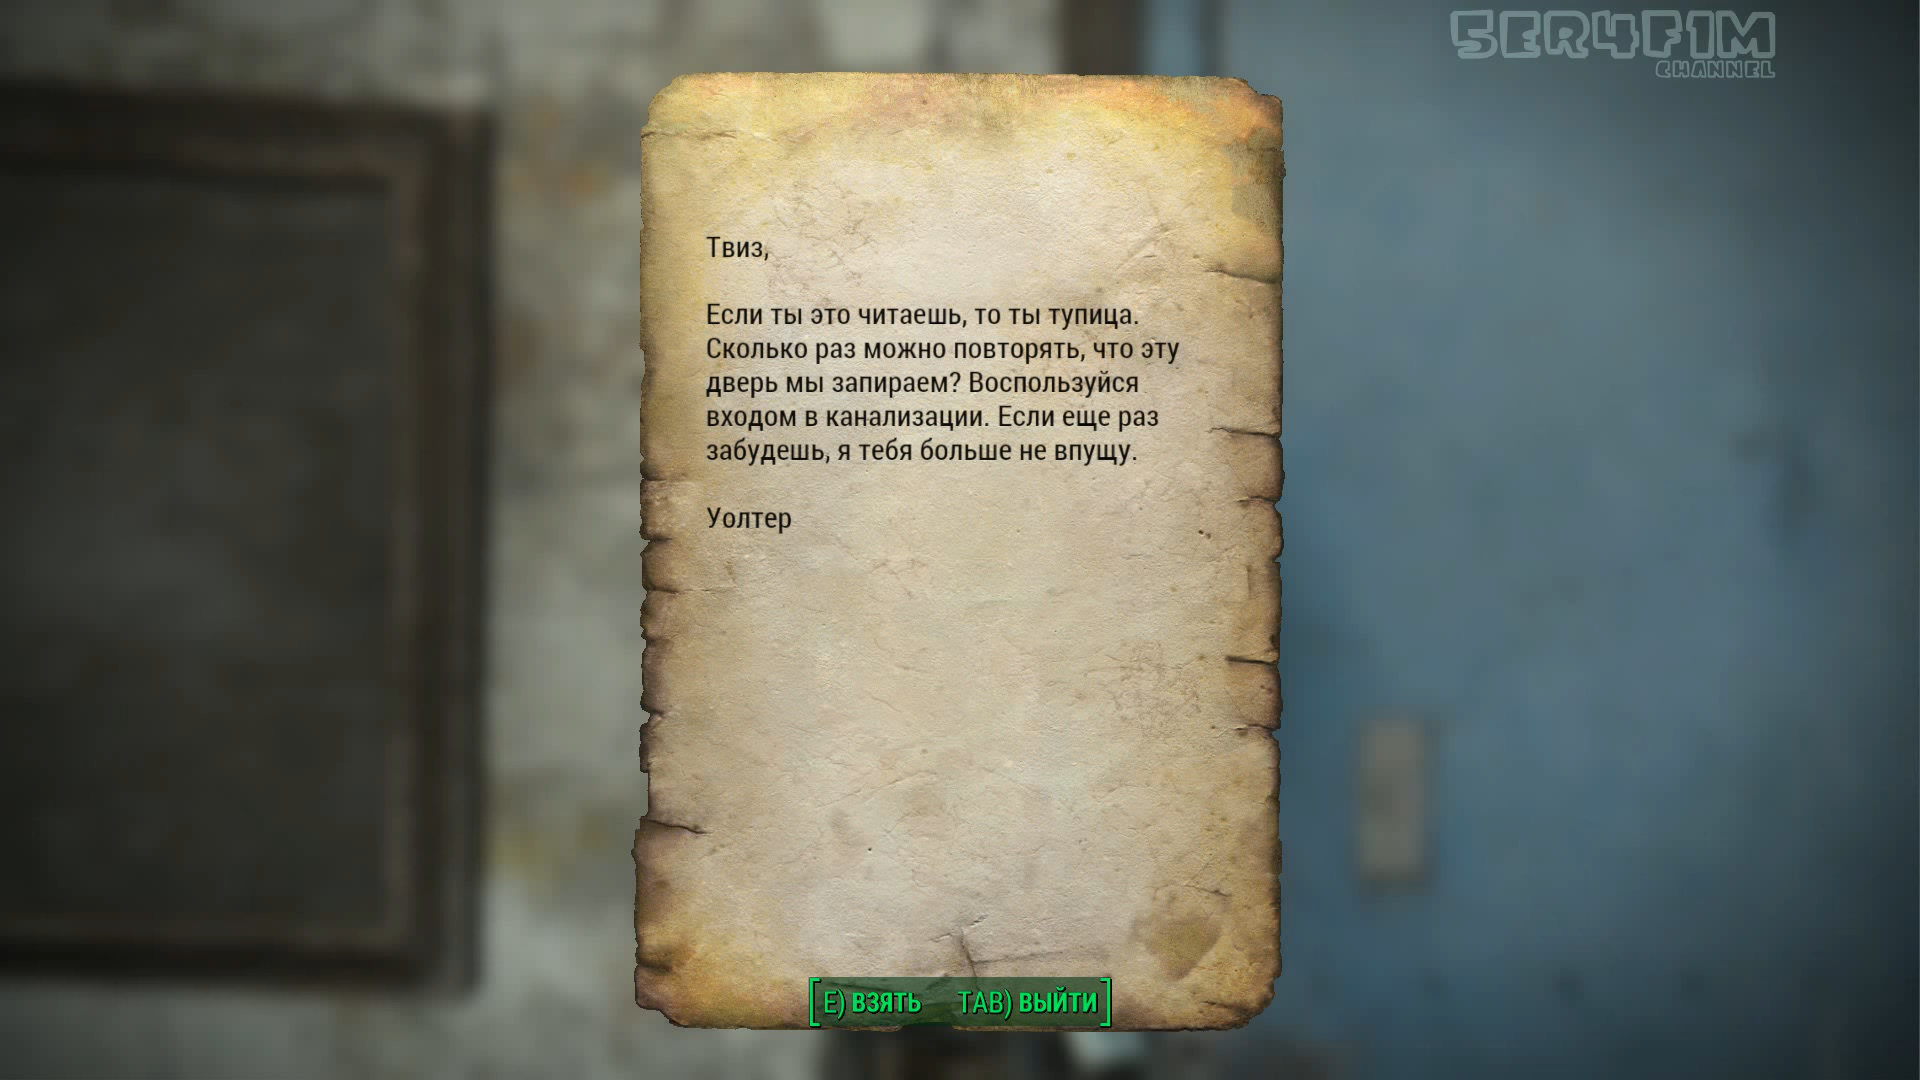 5ER4F1M
CHANNEL
Твиз,
Если ты это читаешь, то ты тупица.
Сколько раз можно повторять, что эту
дверь мы запираем? Воспользуйся
входом в канализации. Если еще раз
забудешь, я тебя больше не впущу.
Уолтер
E) ВЗЯТЬ TAB) ВЫЙТИ